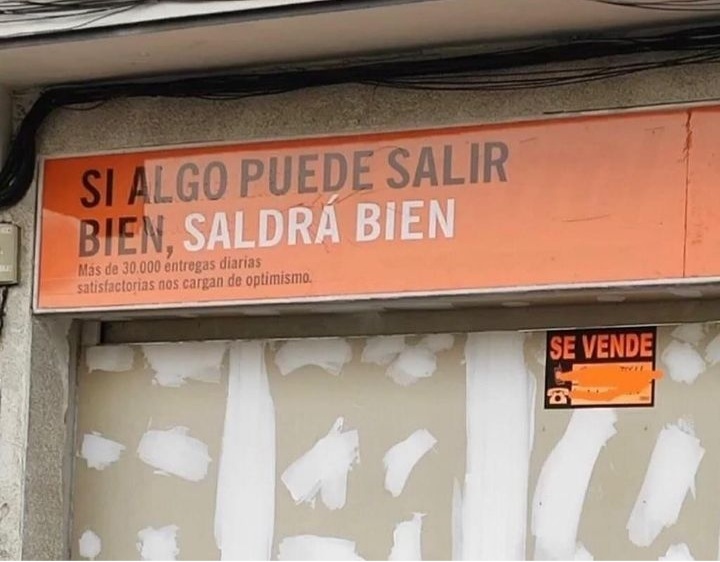 SI ALGO PUEDE SALIR
BIEN, SALDRÁ BIEN
Más de 30.000 entregas diarias
satisfactorias nos cargan de optimismo.
SE VENDE